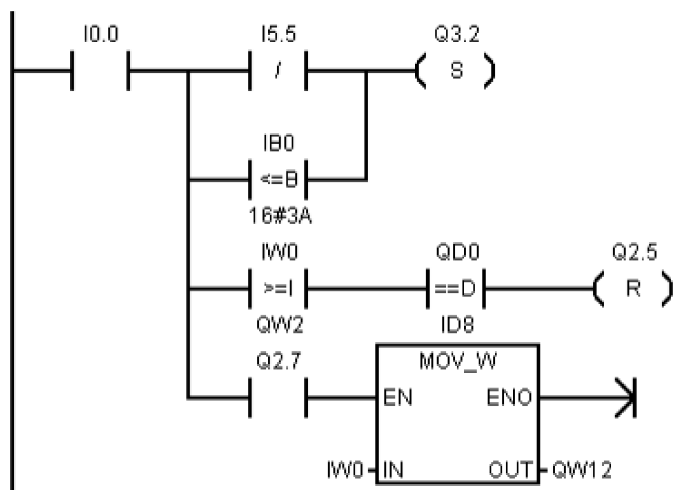 I0.0 I5.5 Q3.2
/ S
IB0
<=B
16#3A
IW0 QD0 Q2.5
>=I ==D R
QW2 ID8
Q2.7 MOV_W
EN ENO
IW0 IN OUT QW12